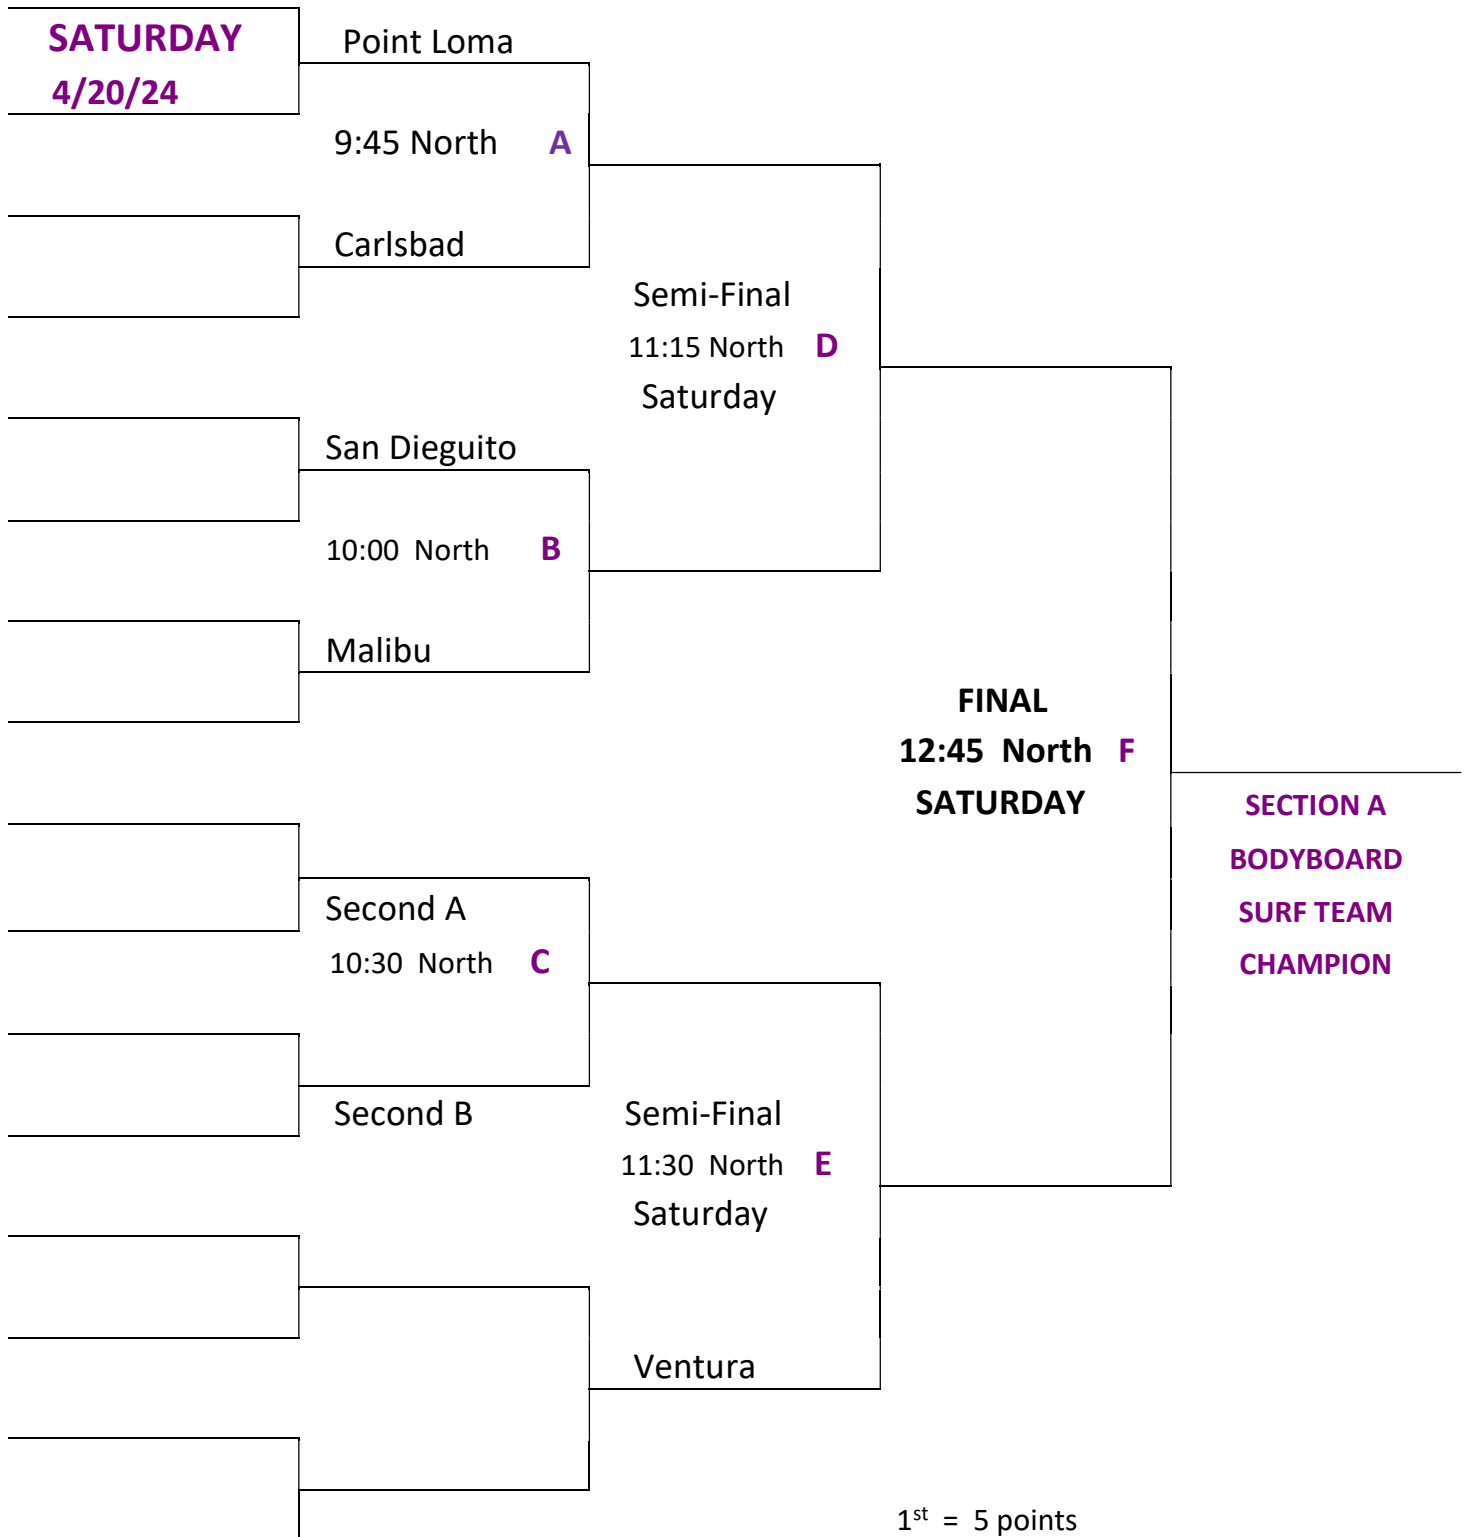 SATURDAY
4/20/24
Point Loma
9:45 North A
Carlsbad
Semi-Final
11:15 North D
Saturday
San Dieguito
10:00 North B
Malibu
FINAL
12:45 North F
SATURDAY
SECTION A
BODYBOARD
SURF TEAM
CHAMPION
Second A
10:30 North C
Second B
Semi-Final
11:30 North E
Saturday
Ventura
1st = 5 points